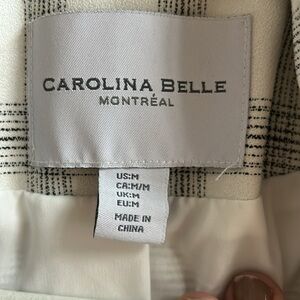 CAROLINA BELLE
MONTRÉAL
US:M
CA:M/M
UK:M
EU:M
MADE IN
CHINA